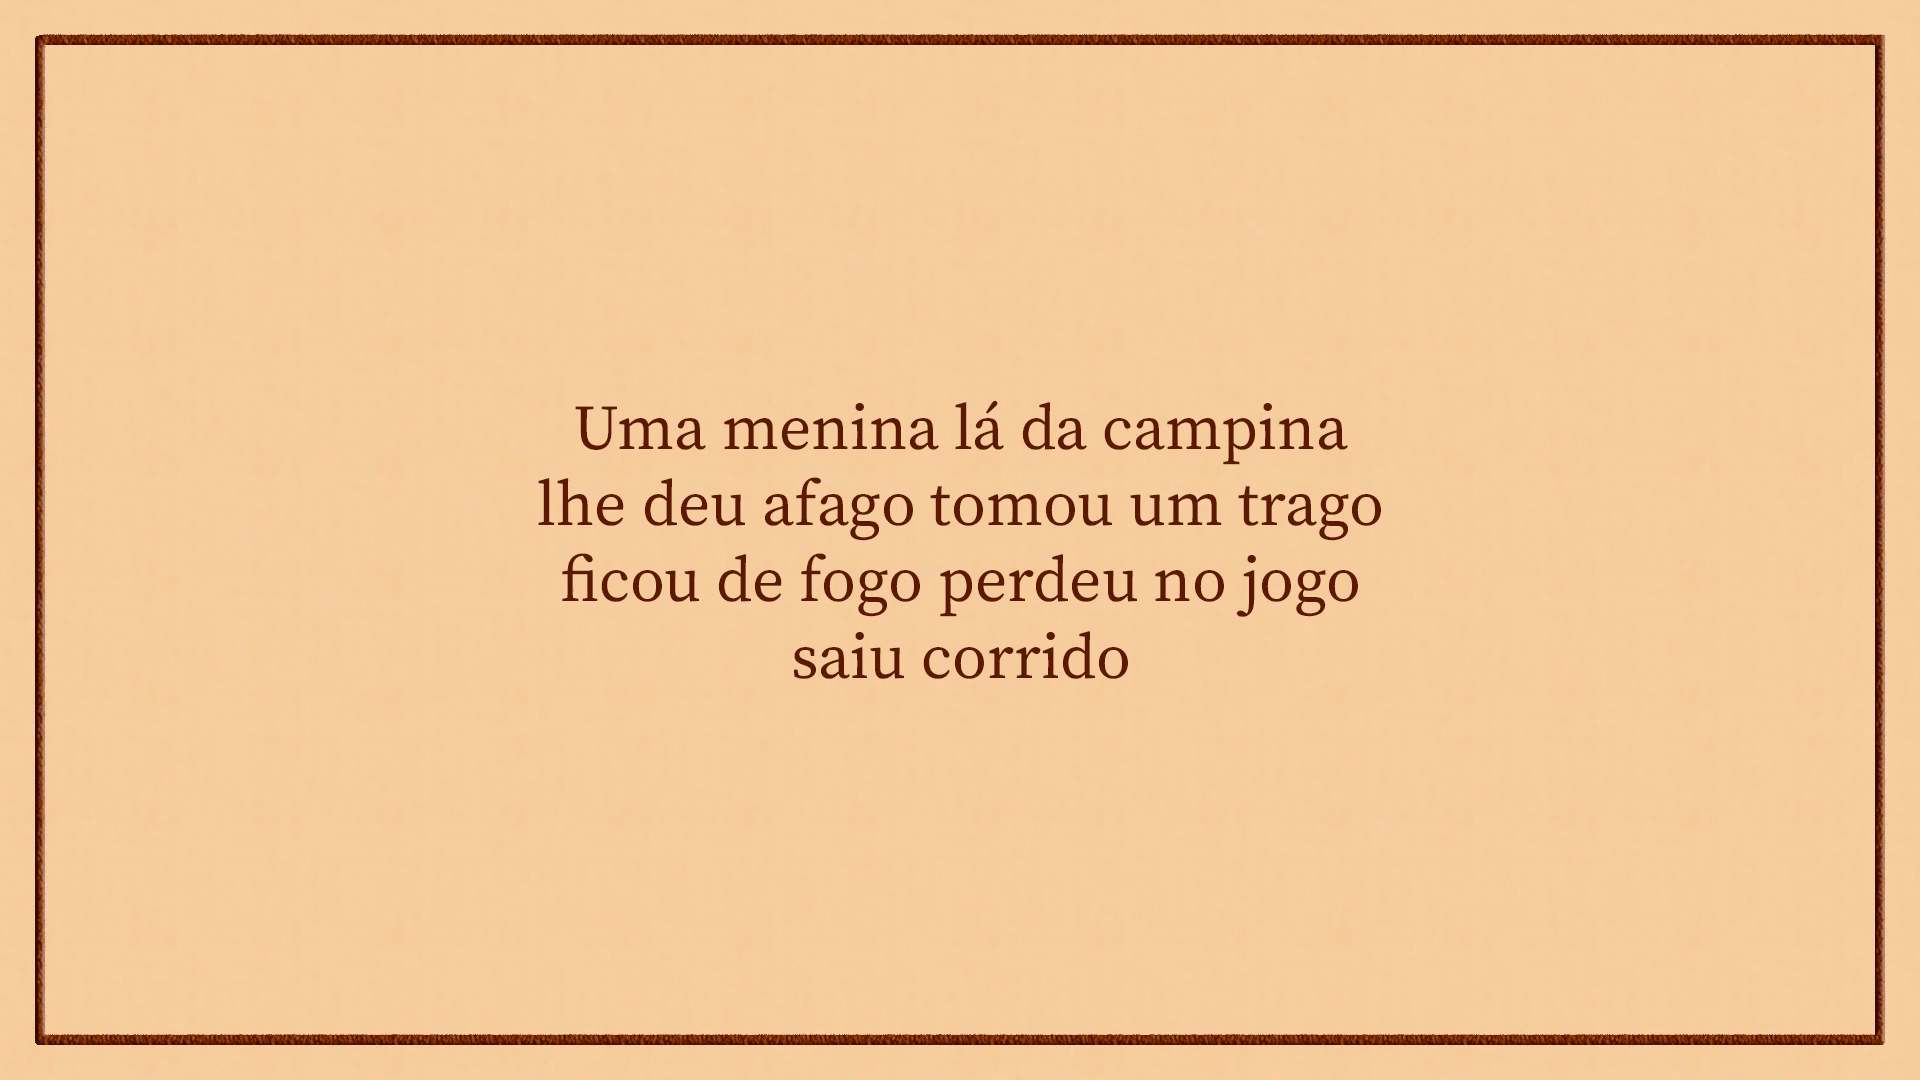 Uma menina lá da campina
lhe deu afago tomou um trago
ficou de fogo perdeu no jogo
saiu corrido